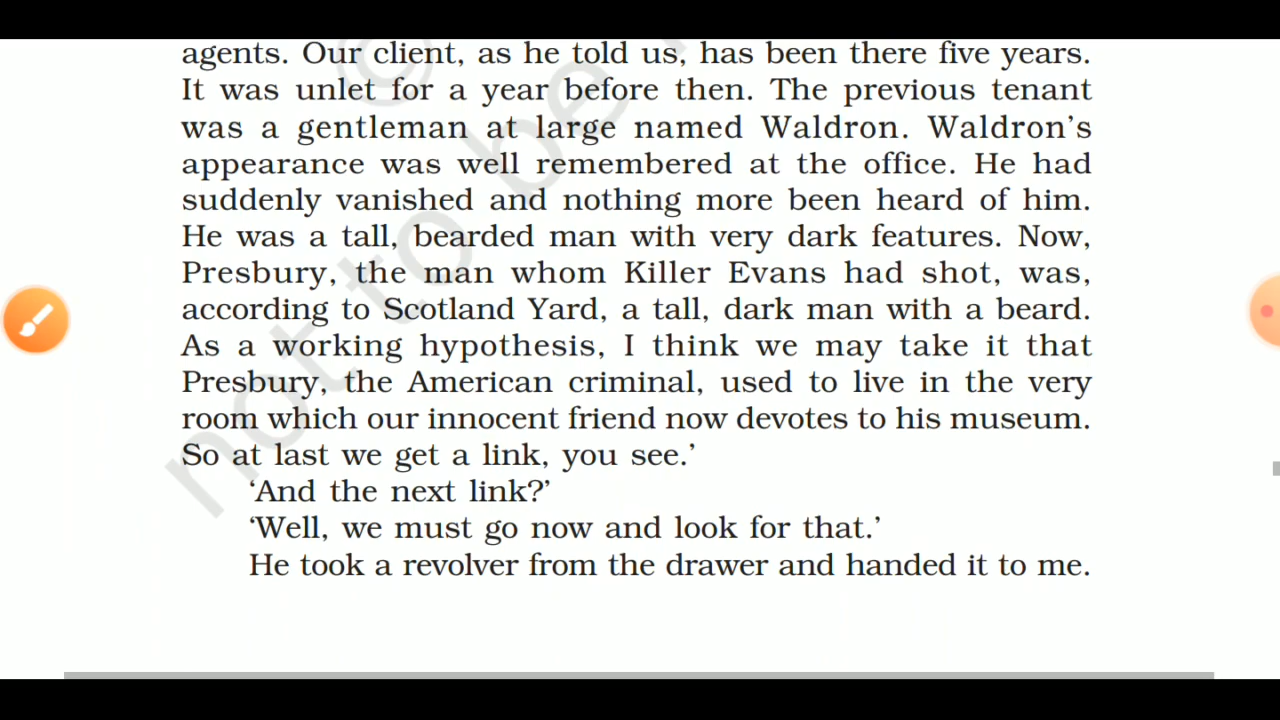 agents. Our client, as he told us, has been there five years.
It was unlet for a year before then. The previous tenant
was a gentleman at large named Waldron. Waldron's
appearance was well remembered at the office. He had
suddenly vanished and nothing more been heard of him.
He was a tall, bearded man with very dark features. Now,
Presbury, the man whom Killer Evans had shot, was,
according to Scotland Yard, a tall, dark man with a beard.
As a working hypothesis, I think we may take it that
Presbury, the American criminal, used to live in the very
room which our innocent friend now devotes to his museum.
So at last we get a link, you see.'
'And the next link?'
'Well, we must go now and look for that.'
He took a revolver from the drawer and handed it to me.
©
not to be r